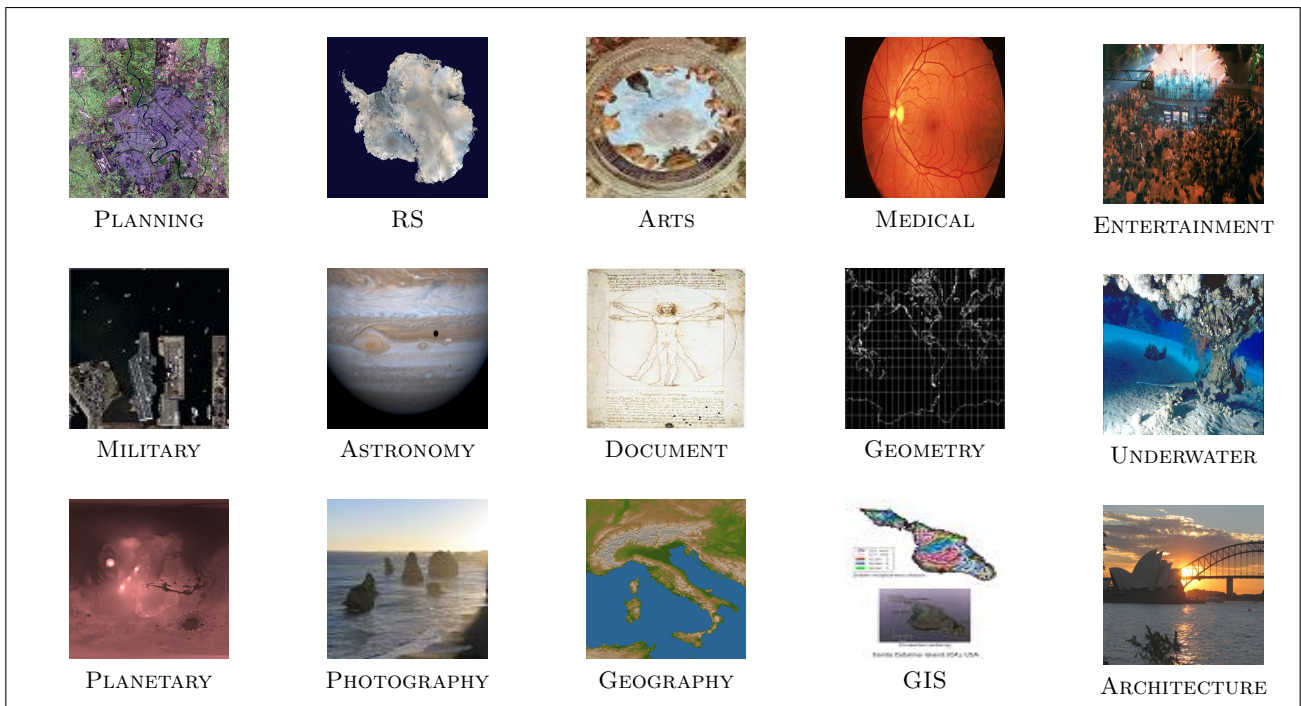 PLANNING
RS
ARTS
MEDICAL
ENTERTAINMENT
MILITARY
ASTRONOMY
DOCUMENT
GEOMETRY
UNDERWATER
PLANETARY
PHOTOGRAPHY
GEOGRAPHY
GIS
ARCHITECTURE